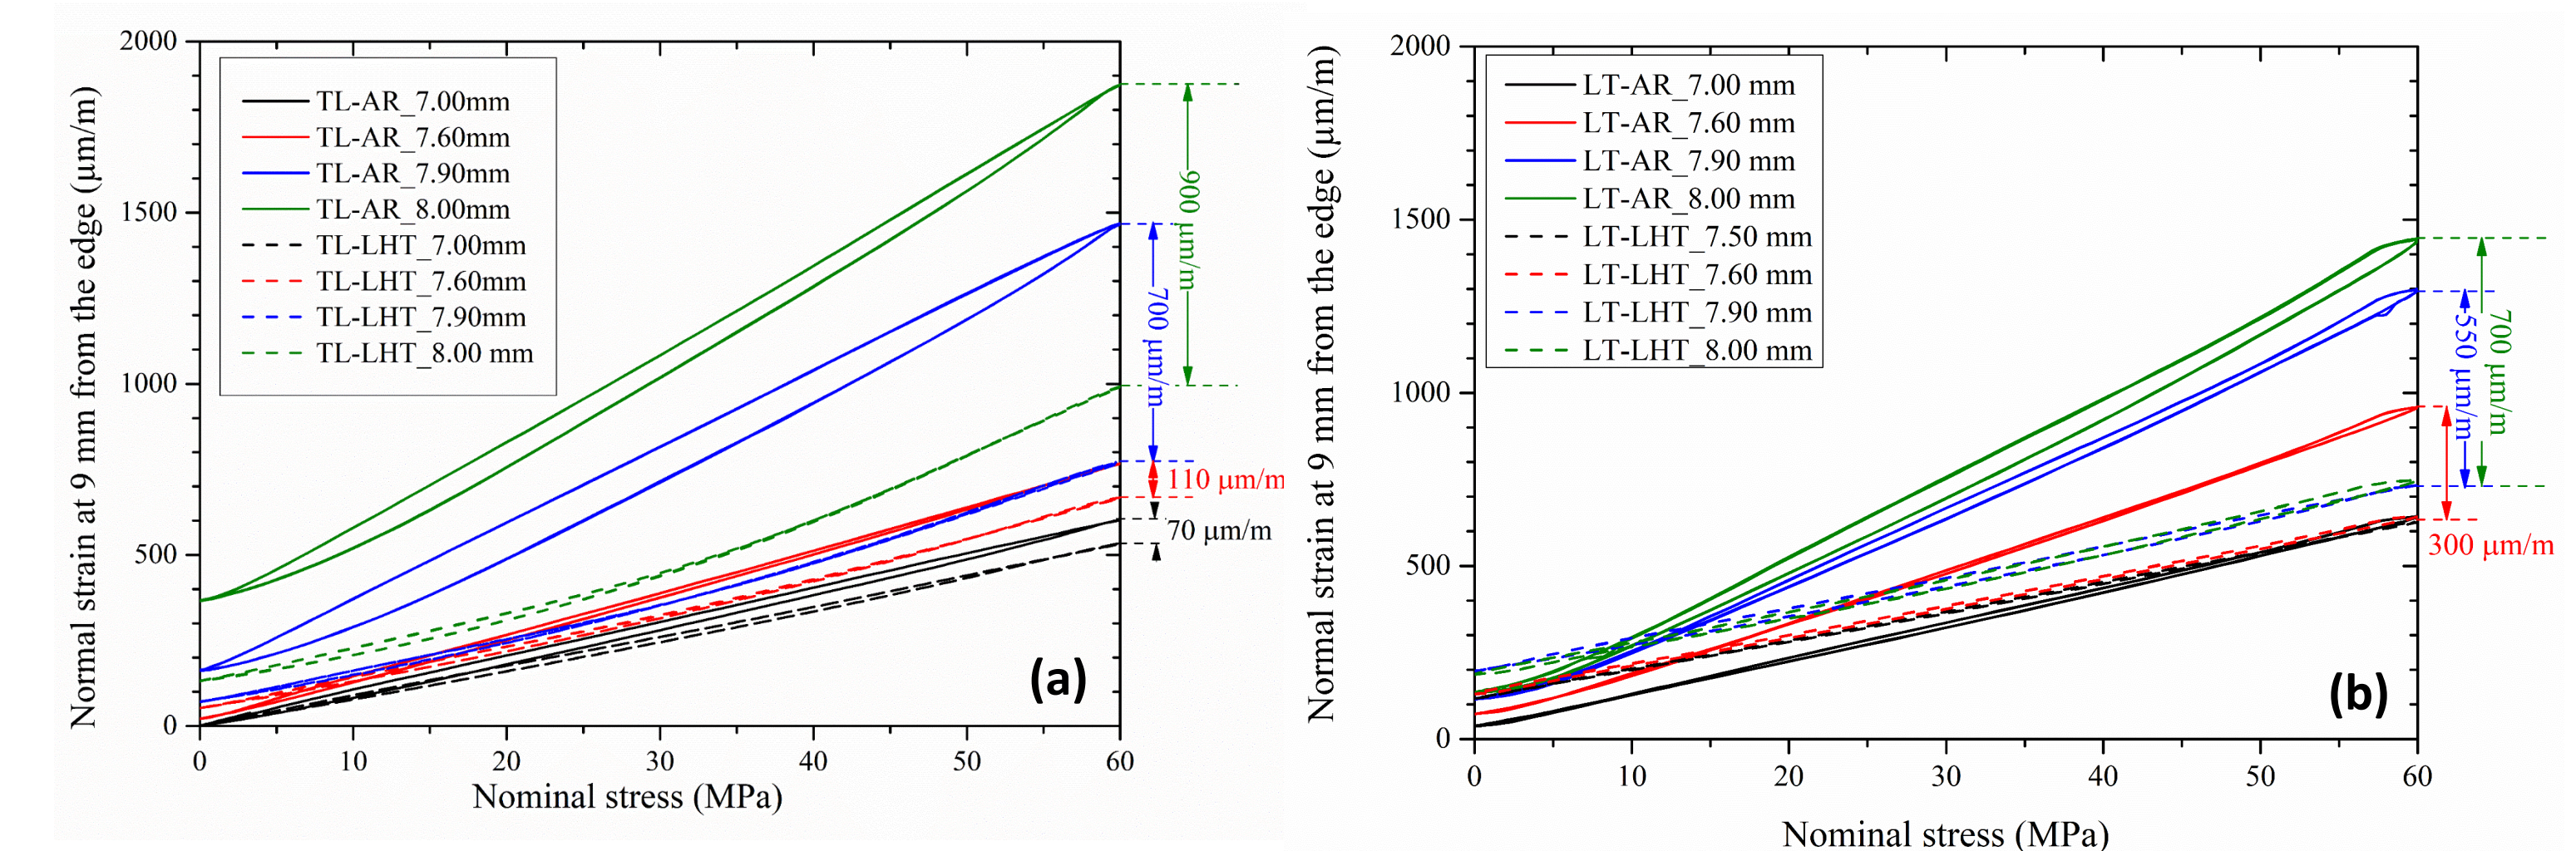 Normal strain at 9 mm from the edge (μm/m)
2000
1500
1000
500
0
TL-AR_7.00mm
TL-AR_7.60mm
TL-AR_7.90mm
TL-AR_8.00mm
TL-LHT_7.00mm
TL-LHT_7.60mm
TL-LHT_7.90mm
TL-LHT_8.00 mm
900 μm/m
700 μm/m
110 μm/m
70 μm/m
(a)
0 10 20 30 40 50 60
Nominal stress (MPa)
Normal strain at 9 mm from the edge (μm/m)
2000
1500
1000
500
0
LT-AR_7.00 mm
LT-AR_7.60 mm
LT-AR_7.90 mm
LT-AR_8.00 mm
LT-LHT_7.50 mm
LT-LHT_7.60 mm
LT-LHT_7.90 mm
LT-LHT_8.00 mm
550 μm/m
700 μm/m
300 μm/m
(b)
0 10 20 30 40 50 60
Nominal stress (MPa)